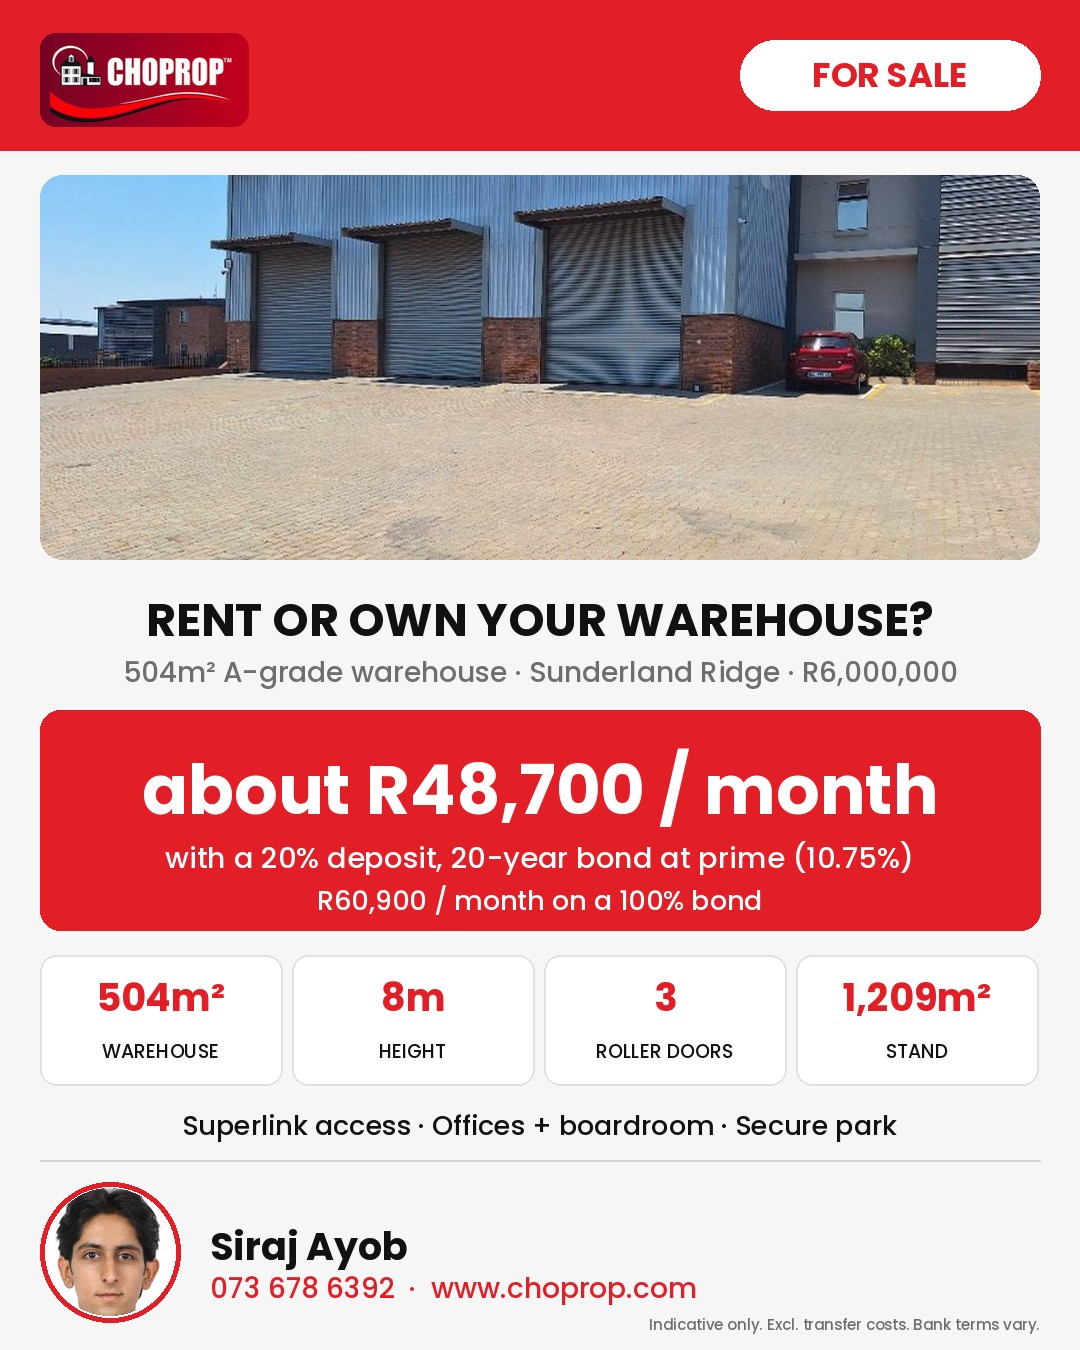 CHOPROP™
FOR SALE
RENT OR OWN YOUR WAREHOUSE?
504m² A-grade warehouse · Sunderland Ridge · R6,000,000
about R48,700 / month
with a 20% deposit, 20-year bond at prime (10.75%)
R60,900 / month on a 100% bond
504m²
WAREHOUSE
8m
HEIGHT
3
ROLLER DOORS
1,209m²
STAND
Superlink access · Offices + boardroom · Secure park
Siraj Ayob
073 678 6392 · www.choprop.com
Indicative only. Excl. transfer costs. Bank terms vary.